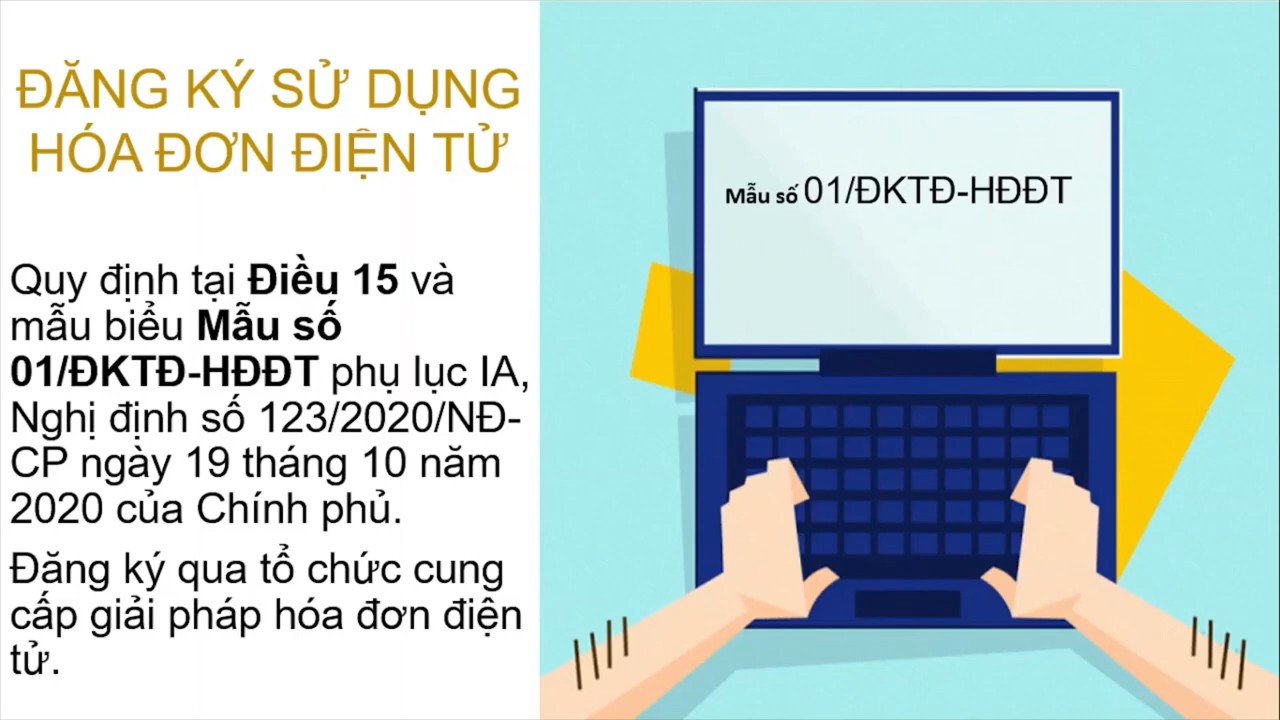 ĐĂNG KÝ SỬ DỤNG
HÓA ĐƠN ĐIỆN TỬ
Quy định tại Điều 15 và
mẫu biểu Mẫu số
01/ĐKTĐ-HĐĐT phụ lục IA,
Nghị định số 123/2020/NĐ-
CP ngày 19 tháng 10 năm
2020 của Chính phủ.
Đăng ký qua tổ chức cung
cấp giải pháp hóa đơn điện
tử.
Mẫu số 01/ĐKTĐ-HĐĐT